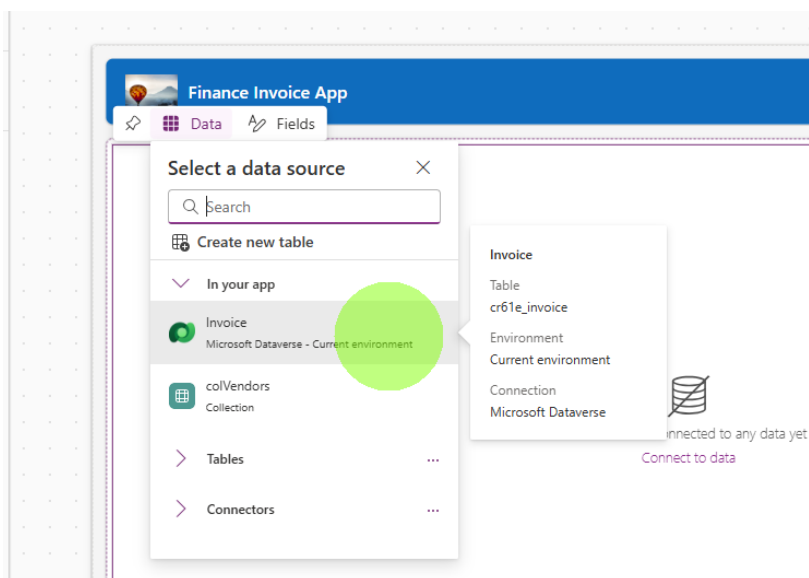 Finance Invoice App
Data Fields
Select a data source
Search
Create new table
In your app
Invoice
Microsoft Dataverse - Current environment
colVendors
Collection
Tables
Connectors
Invoice
Table
cr61e_invoice
Environment
Current environment
Connection
Microsoft Dataverse
to any data yet
Connect to data